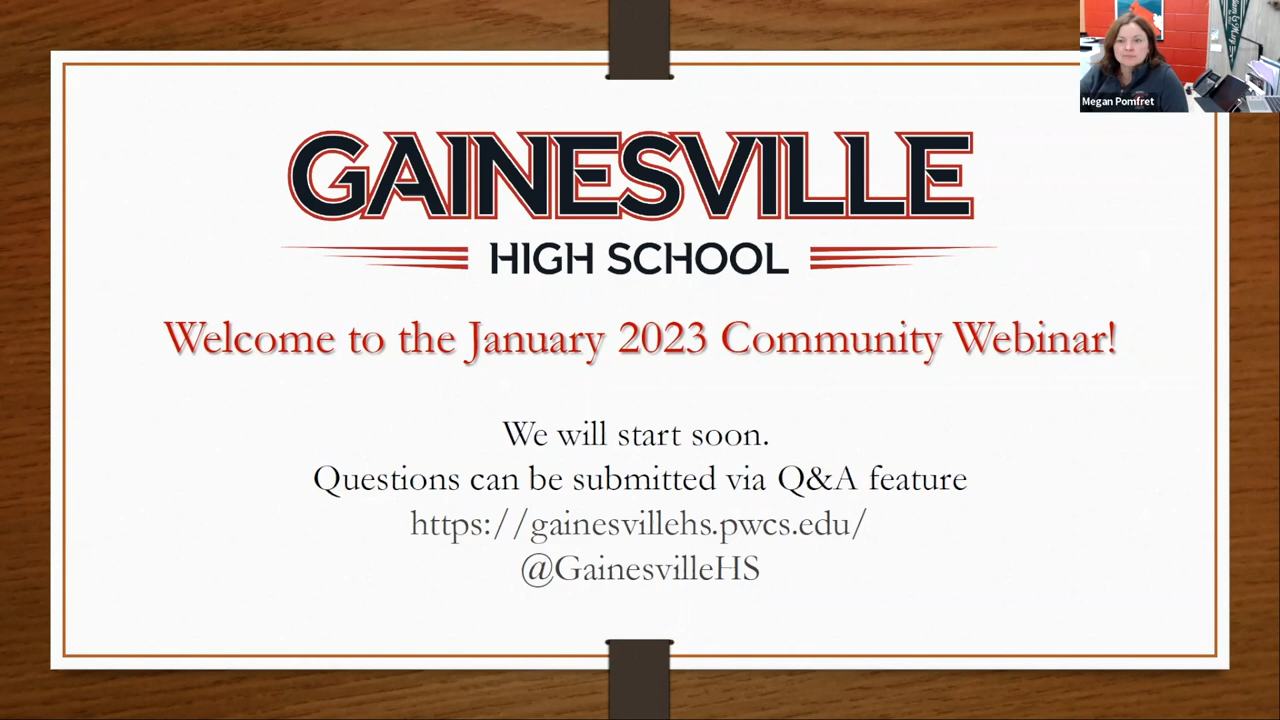 GAINESVILLE
HIGH SCHOOL
Welcome to the January 2023 Community Webinar!
We will start soon.
Questions can be submitted via Q&A feature
https://gainesvillehs.pwcs.edu/
@GainesvilleHS
Megan Pomfret